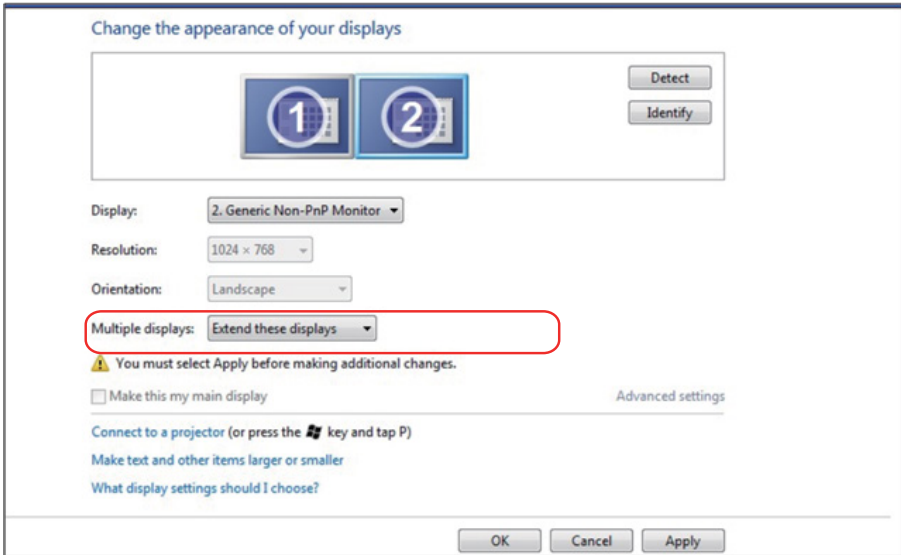 Change the appearance of your displays
1
2
Detect
Identify
Display:
2. Generic Non-PnP Monitor
Resolution:
1024 × 768
Orientation:
Landscape
Multiple displays:
Extend these displays
You must select Apply before making additional changes.
Make this my main display
Advanced settings
Connect to a projector (or press the key and tap P)
Make text and other items larger or smaller
What display settings should I choose?
OK
Cancel
Apply